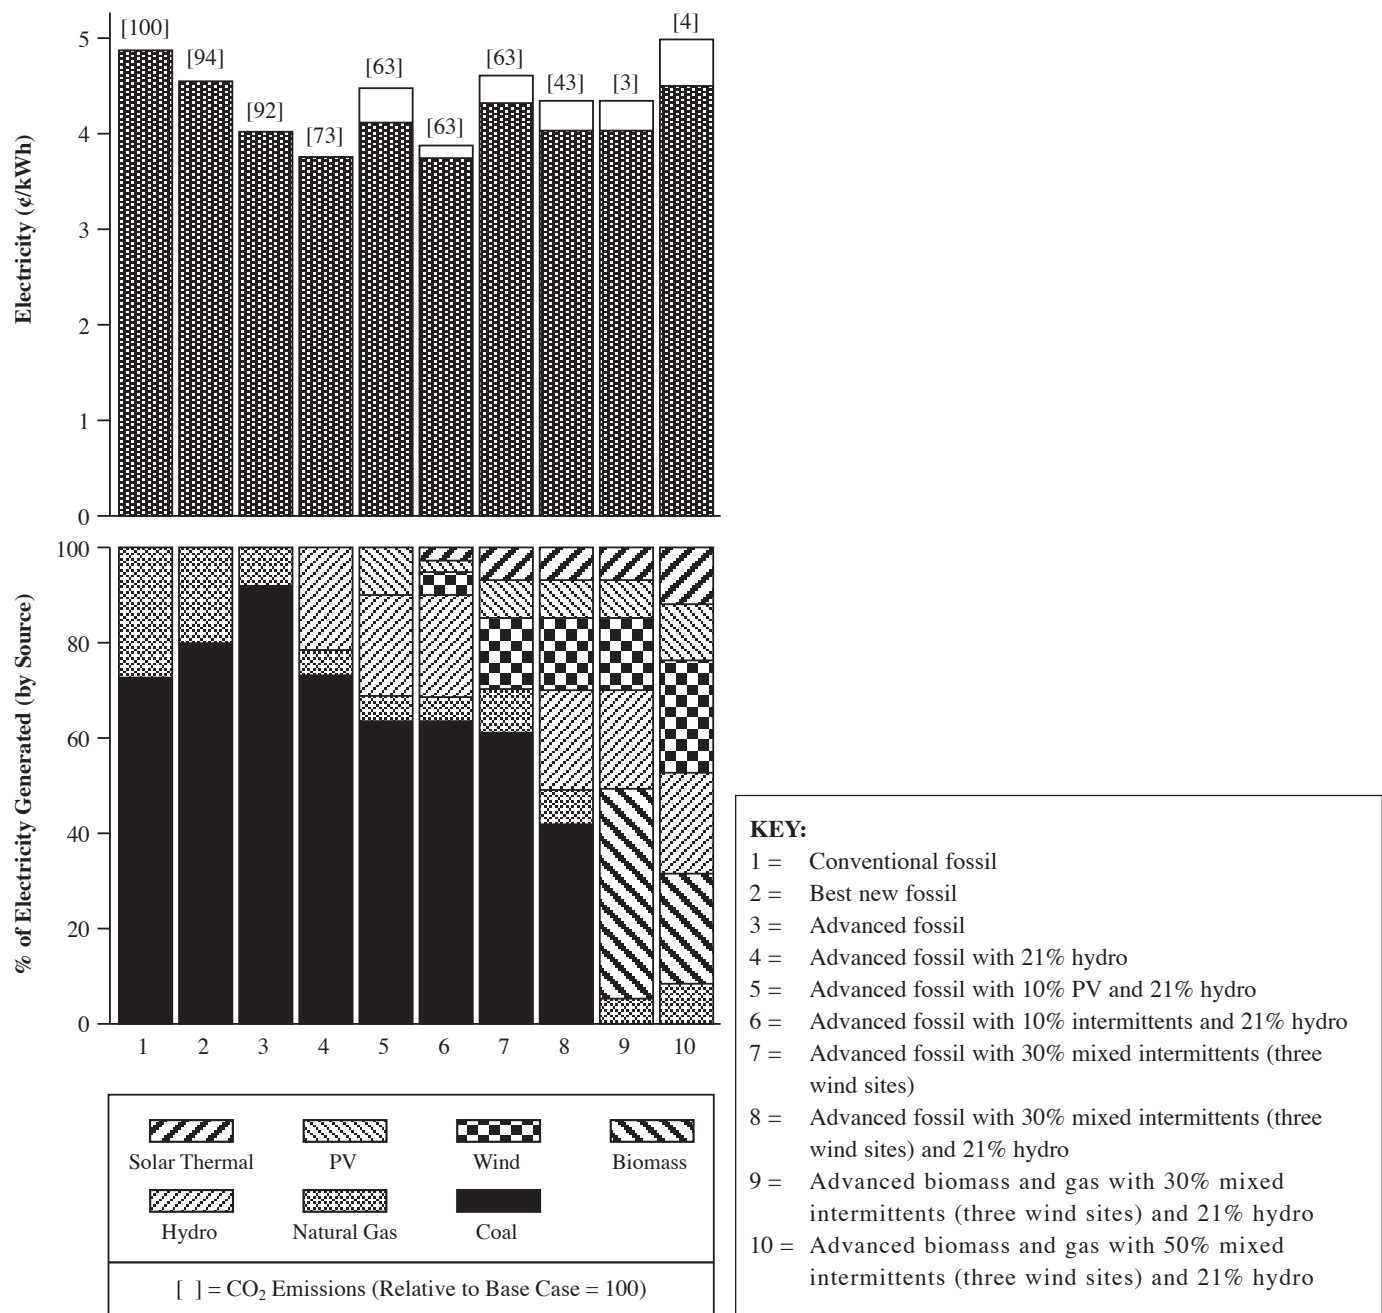 [100]
[94]
[92]
[73]
[63]
[63]
[63]
[43]
[3]
[4]
Electricity (¢/kWh)
5
4
3
2
1
0
% of Electricity Generated (by Source)
100
80
60
40
20
0
1 2 3 4 5 6 7 8 9 10
Solar Thermal PV Wind Biomass
Hydro Natural Gas Coal
[ ] = CO₂ Emissions (Relative to Base Case = 100)
KEY:
1 = Conventional fossil
2 = Best new fossil
3 = Advanced fossil
4 = Advanced fossil with 21% hydro
5 = Advanced fossil with 10% PV and 21% hydro
6 = Advanced fossil with 10% intermittents and 21% hydro
7 = Advanced fossil with 30% mixed intermittents (three
wind sites)
8 = Advanced fossil with 30% mixed intermittents (three
wind sites) and 21% hydro
9 = Advanced biomass and gas with 30% mixed
intermittents (three wind sites) and 21% hydro
10 = Advanced biomass and gas with 50% mixed
intermittents (three wind sites) and 21% hydro